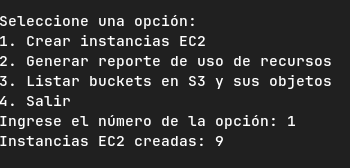 Seleccione una opción:
1. Crear instancias EC2
2. Generar reporte de uso de recursos
3. Listar buckets en S3 y sus objetos
4. Salir
Ingrese el número de la opción: 1
Instancias EC2 creadas: 9